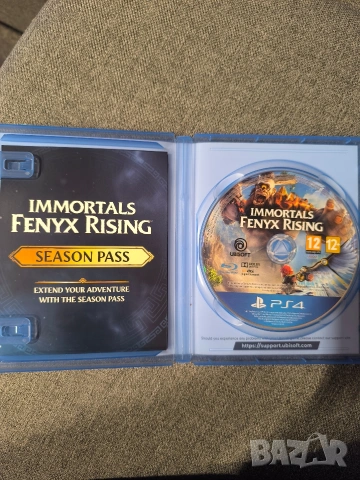 IMMORTALS
FENYX RISING
SEASON PASS
EXTEND YOUR ADVENTURE
WITH THE SEASON PASS
IMMORTALS
FENYX RISING
UBISOFT
12
12
PS4
https://support.ubisoft.com
BAZAR